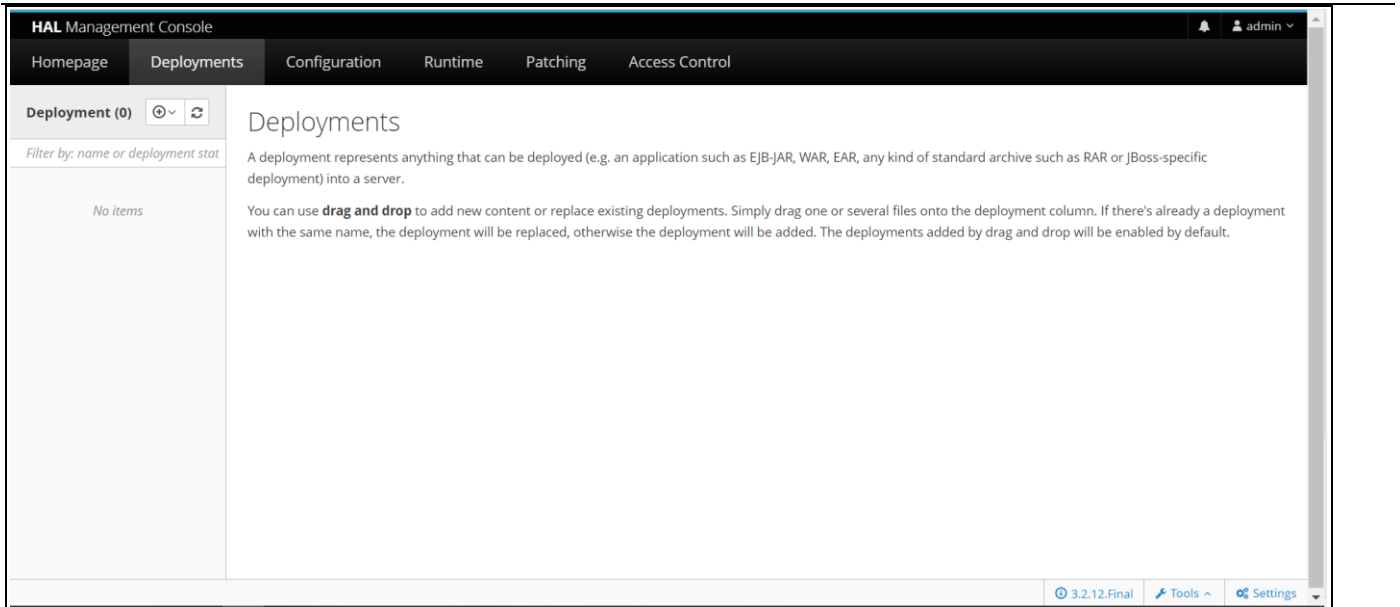 HAL Management Console
admin
Homepage Deployments Configuration Runtime Patching Access Control
Deployment (0)
Filter by: name or deployment stat
No items
Deployments
A deployment represents anything that can be deployed (e.g. an application such as EJB-JAR, WAR, EAR, any kind of standard archive such as RAR or JBoss-specific
deployment) into a server.
You can use drag and drop to add new content or replace existing deployments. Simply drag one or several files onto the deployment column. If there's already a deployment
with the same name, the deployment will be replaced, otherwise the deployment will be added. The deployments added by drag and drop will be enabled by default.
3.2.12.Final Tools Settings